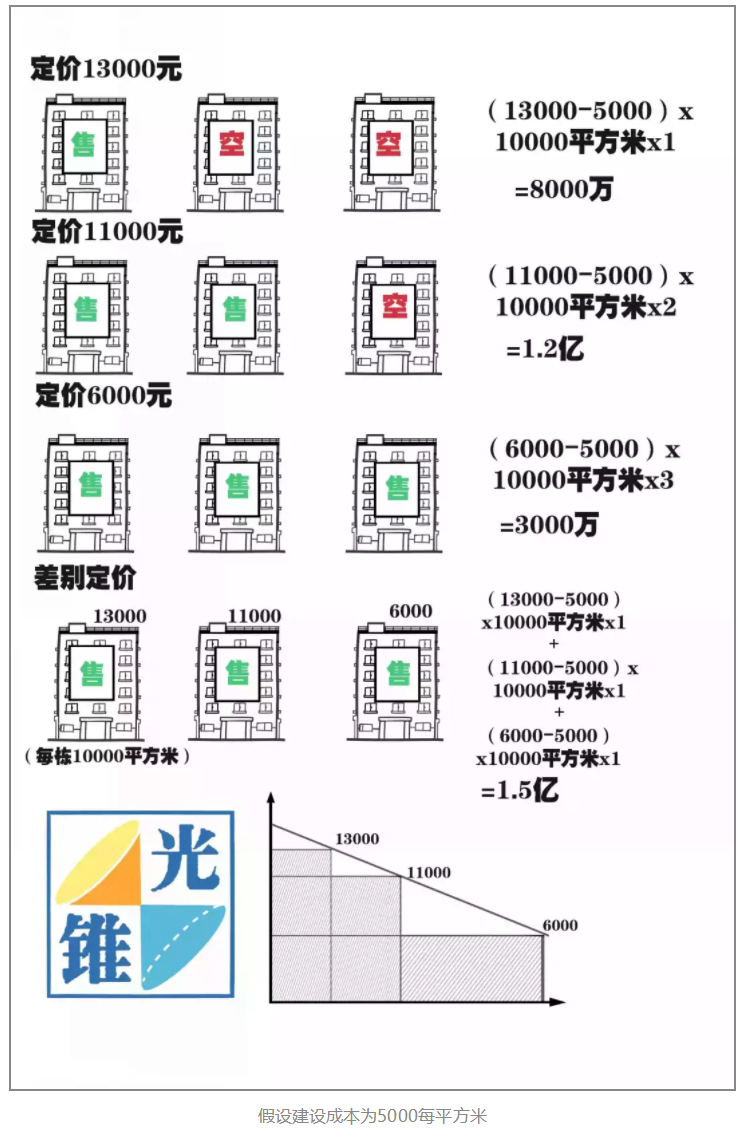 定价13000元
售
空
空
（13000-5000）x
10000平方米x1
=8000万
定价11000元
售
售
空
（11000-5000）x
10000平方米x2
=1.2亿
定价6000元
售
售
售
（6000-5000）x
10000平方米x3
=3000万
差别定价
13000
11000
6000
售
售
售
（每栋10000平方米）
（13000-5000）
x10000平方米x1
+
（11000-5000）x
10000平方米x1
+
（6000-5000）
x10000平方米x1
=1.5亿
光
锥
13000
11000
6000
假设建设成本为5000每平方米